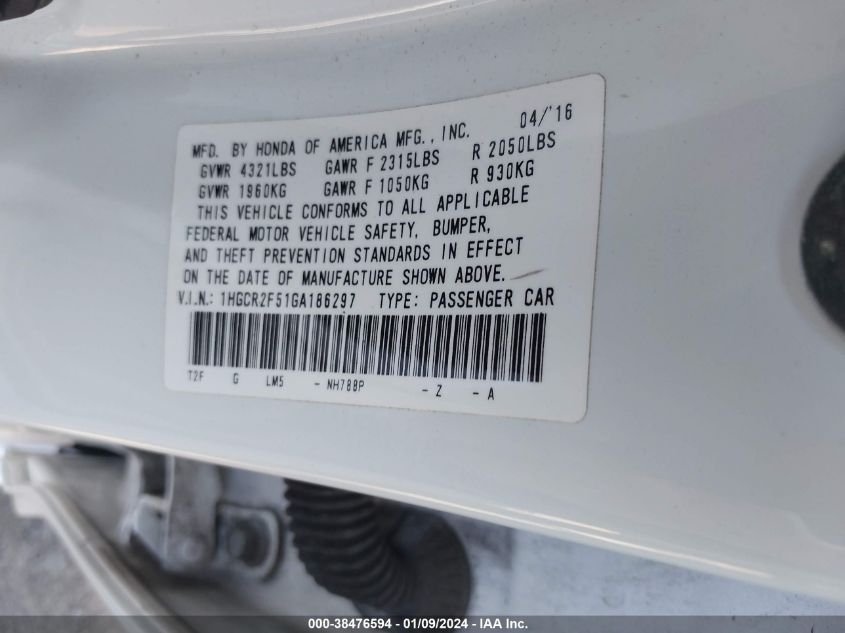 MFD. BY HONDA OF AMERICA MFG., INC. 04/'16
GVWR 4321LBS GAWR F 2315LBS R 2050LBS
GVWR 1960KG GAWR F 1050KG R 930KG
THIS VEHICLE CONFORMS TO ALL APPLICABLE
FEDERAL MOTOR VEHICLE SAFETY, BUMPER,
AND THEFT PREVENTION STANDARDS IN EFFECT
ON THE DATE OF MANUFACTURE SHOWN ABOVE.
V.I.N.: 1HGCR2F51GA186297 TYPE: PASSENGER CAR
T2F G LM5 - NH788P - Z - A
000-38476594 - 01/09/2024 - IAA Inc.